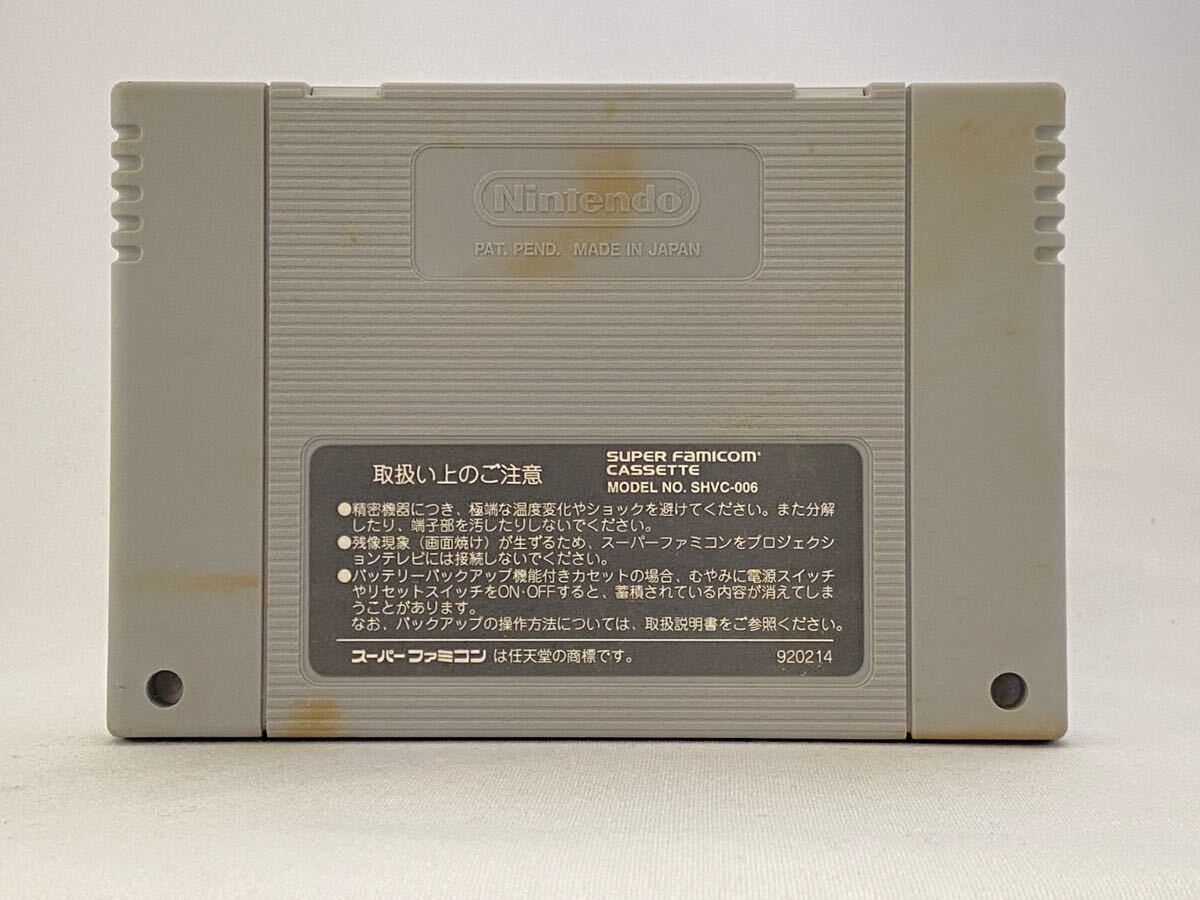 Nintendo®
PAT. PEND. MADE IN JAPAN
取扱い上のご注意
SUPER FAMICOM
CASSETTE
MODEL NO. SHVC-006
●精密機器につき、極端な温度変化やショックを避けてください。また分解
したり、端子部を汚したりしないでください。
●残像現象（画面焼け）が生ずるため、スーパーファミコンをプロジェクシ
ョンテレビには接続しないでください。
●バッテリーバックアップ機能付きカセットの場合、むやみに電源スイッチ
やリセットスイッチをON･OFFすると、蓄積されている内容が消えてしま
うことがあります。
なお、バックアップの操作方法については、取扱説明書をご参照ください。
スーパーファミコン は任天堂の商標です。
920214